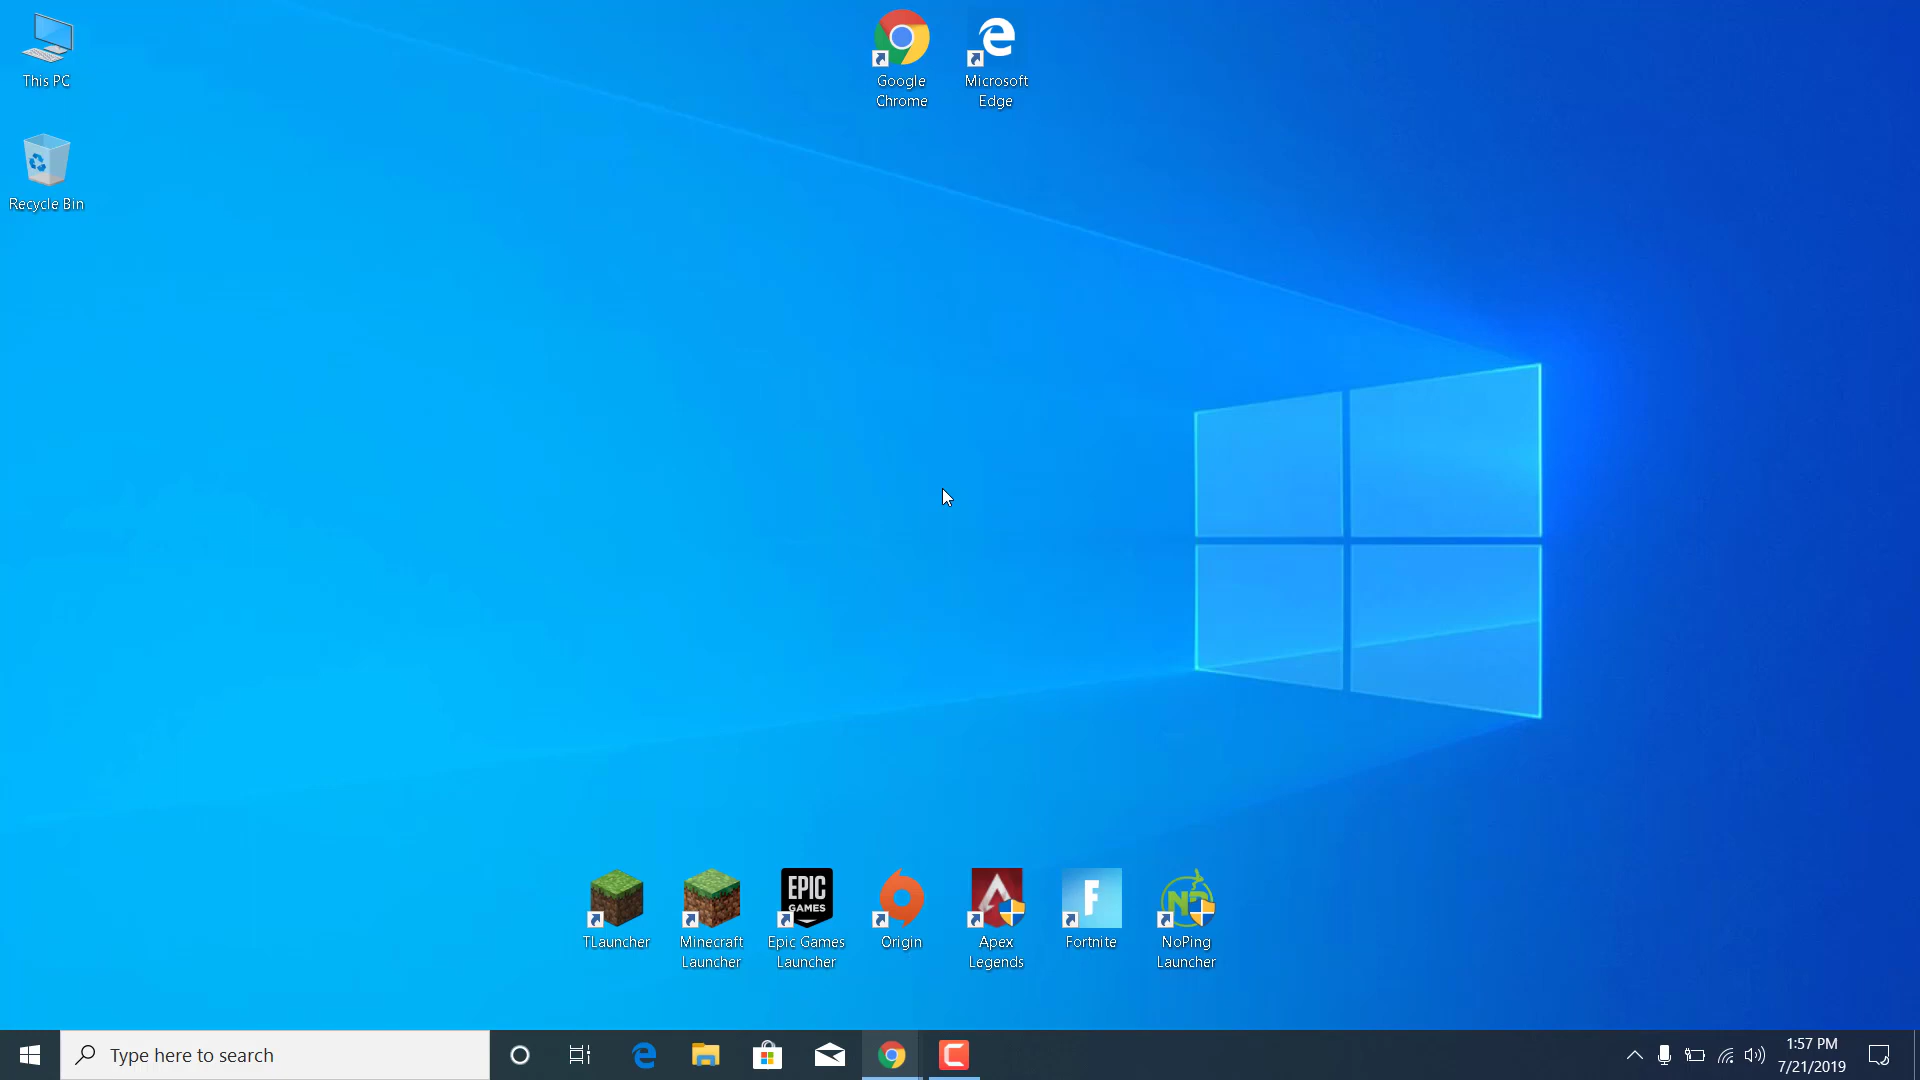 This PC
Google
Chrome
Microsoft
Edge
Recycle Bin
EPIC
GAMES
F
NP
TLauncher
Minecraft
Launcher
Epic Games
Launcher
Origin
Apex
Legends
Fortnite
NoPing
Launcher
Type here to search
1:57 PM
7/21/2019